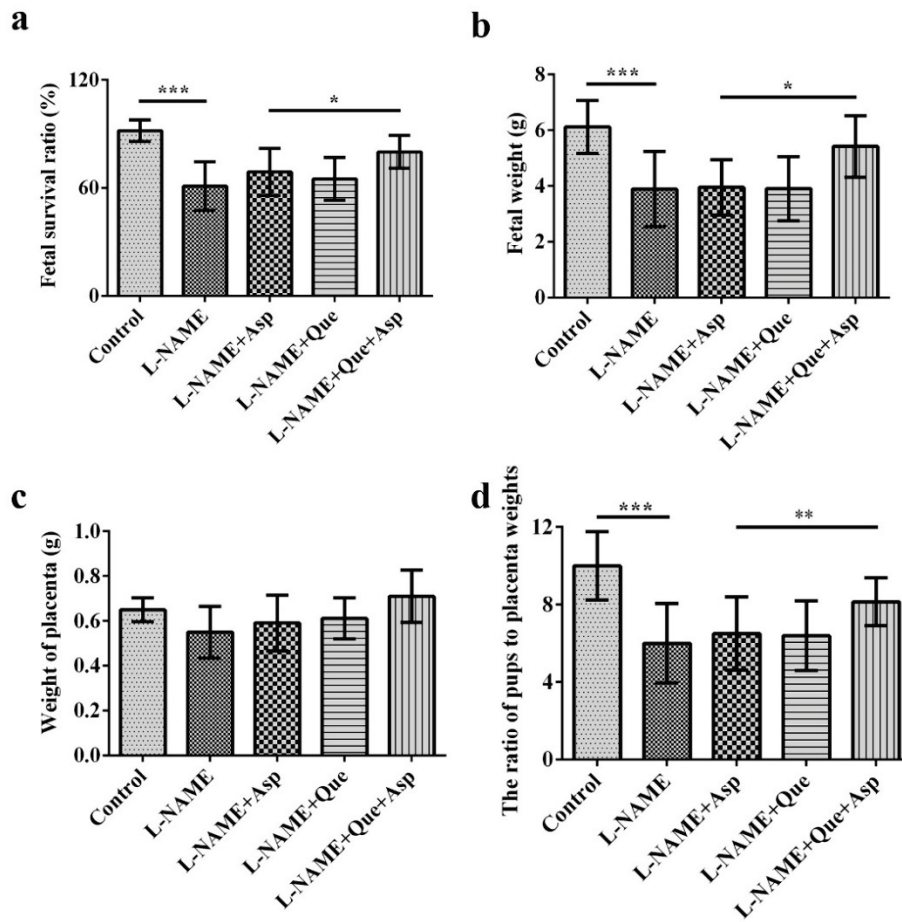 a
Fetal survival ratio (%)
120
60
0
***
*
Control
L-NAME
L-NAME+Asp
L-NAME+Que
L-NAME+Que+Asp
b
Fetal weight (g)
8
6
4
2
0
***
*
Control
L-NAME
L-NAME+Asp
L-NAME+Que
L-NAME+Que+Asp
c
Weight of placenta (g)
1.0
0.8
0.6
0.4
0.2
0.0
Control
L-NAME
L-NAME+Asp
L-NAME+Que
L-NAME+Que+Asp
d
The ratio of pups to placenta weights
12
8
4
0
***
**
Control
L-NAME
L-NAME+Asp
L-NAME+Que
L-NAME+Que+Asp